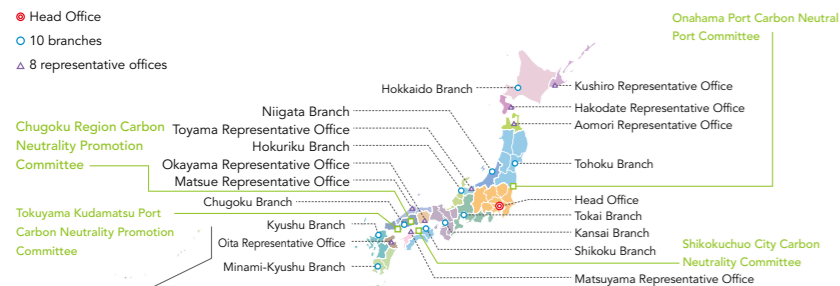 Head Office
10 branches
8 representative offices
Onahama Port Carbon Neutral
Port Committee
Hokkaido Branch
Kushiro Representative Office
Niigata Branch
Hakodate Representative Office
Chugoku Region Carbon
Neutrality Promotion
Committee
Toyama Representative Office
Aomori Representative Office
Hokuriku Branch
Okayama Representative Office
Tohoku Branch
Matsue Representative Office
Chugoku Branch
Head Office
Tokuyama Kudamatsu Port
Carbon Neutrality Promotion
Committee
Tokai Branch
Kyushu Branch
Kansai Branch
Oita Representative Office
Shikoku Branch
Shikokuchuo City Carbon
Neutrality Committee
Minami-Kyushu Branch
Matsuyama Representative Office